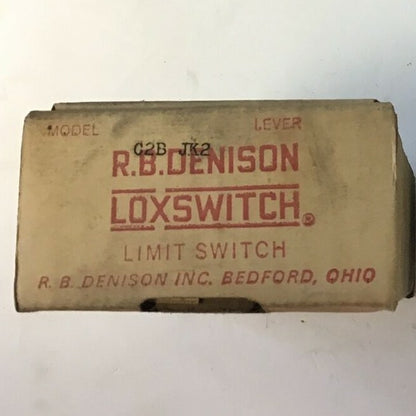 MODEL LEVER
C2B JK2
R.B.DENISON
LOXSWITCH®
LIMIT SWITCH
R. B. DENISON INC. BEDFORD, OHIO